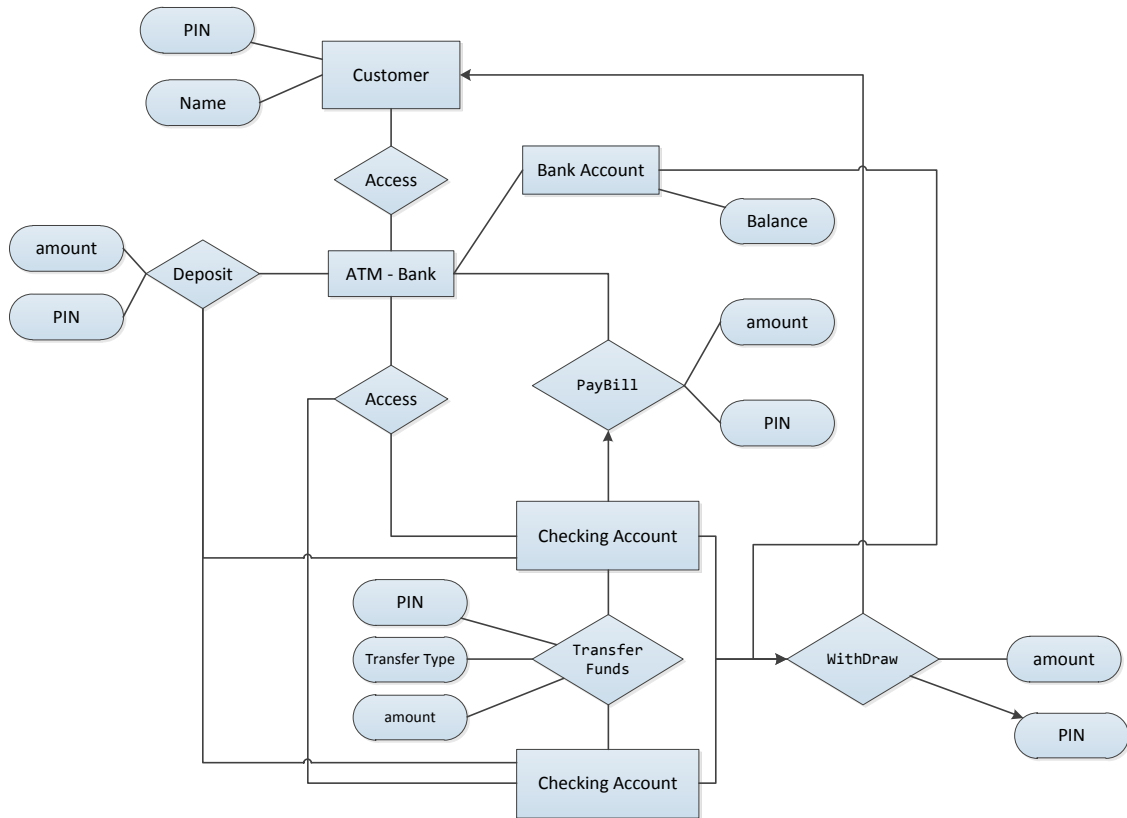 PIN
Customer
Name
Access
Bank Account
Balance
amount
Deposit
ATM - Bank
PIN
amount
PayBill
Access
PIN
Checking Account
PIN
Transfer Type
Transfer
Funds
amount
WithDraw
amount
PIN
Checking Account